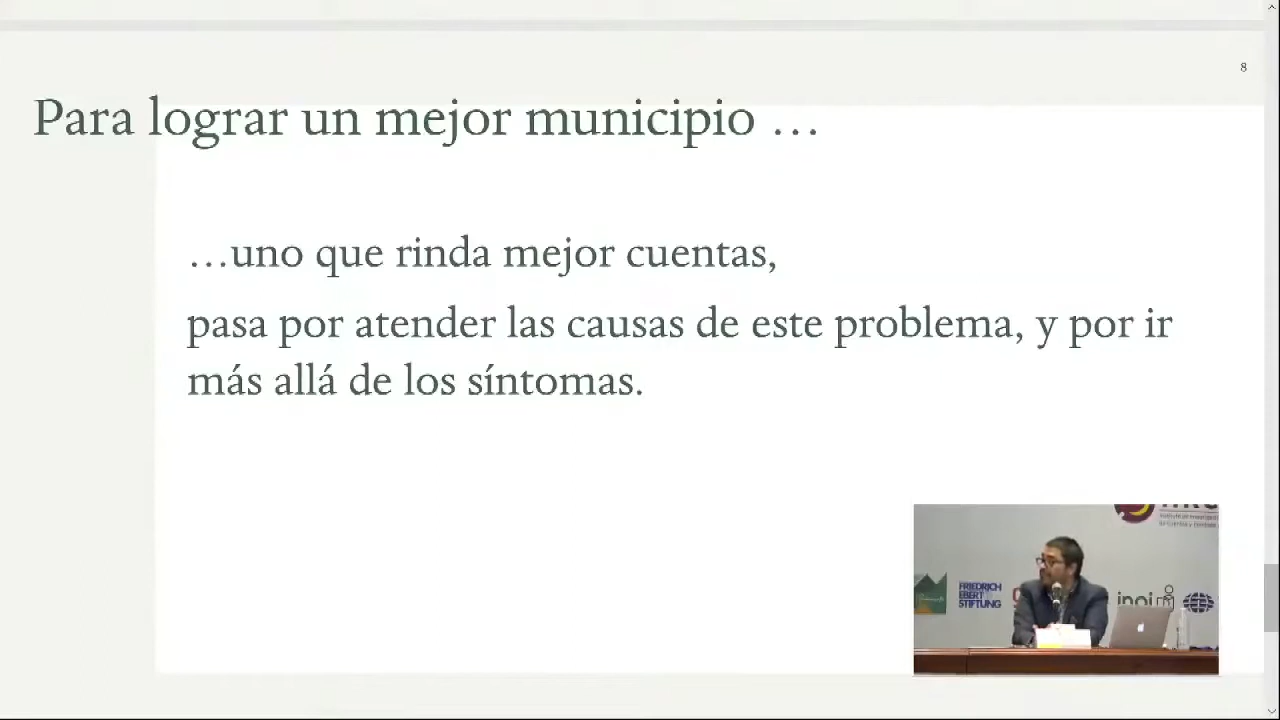 8
Para lograr un mejor municipio …
…uno que rinda mejor cuentas,
pasa por atender las causas de este problema, y por ir
más allá de los síntomas.
FRIEDRICH
EBERT
STIFTUNG